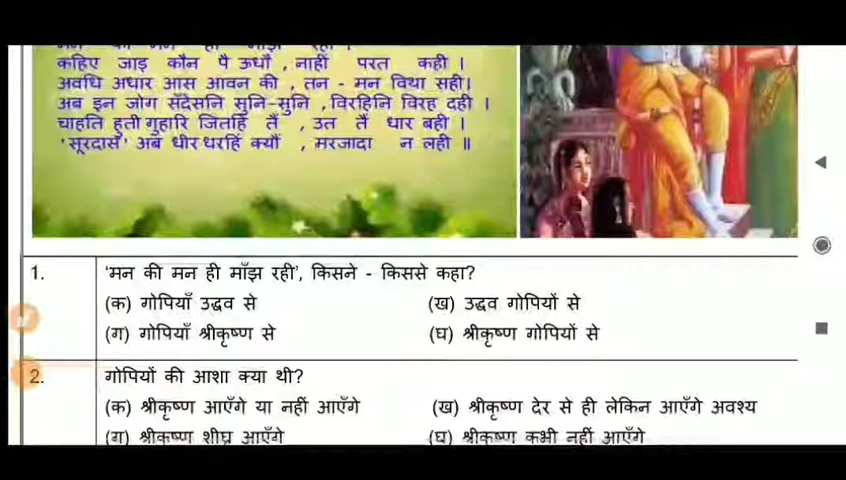 कहिए जाइ कौन पै ऊधौ , नाहीं परत कही ।
अवधि अधार आस आवन की , तन - मन विथा सही।
अब इन जोग सँदेसनि सुनि-सुनि , विरहिनि विरह दही ।
चाहति हुतीं गुहारि जितहिं तैं , उत तैं धार बही ।
'सूरदास' अब धीर धरहिं क्यौं , मरजादा न लही ॥
1. 'मन की मन ही माँझ रही', किसने - किससे कहा?
(क) गोपियाँ उद्धव से (ख) उद्धव गोपियों से
(ग) गोपियाँ श्रीकृष्ण से (घ) श्रीकृष्ण गोपियों से
2. गोपियों की आशा क्या थी?
(क) श्रीकृष्ण आएँगे या नहीं आएँगे (ख) श्रीकृष्ण देर से ही लेकिन आएँगे अवश्य
(ग) श्रीकृष्ण शीघ्र आएँगे (घ) श्रीकृष्ण कभी नहीं आएँगे